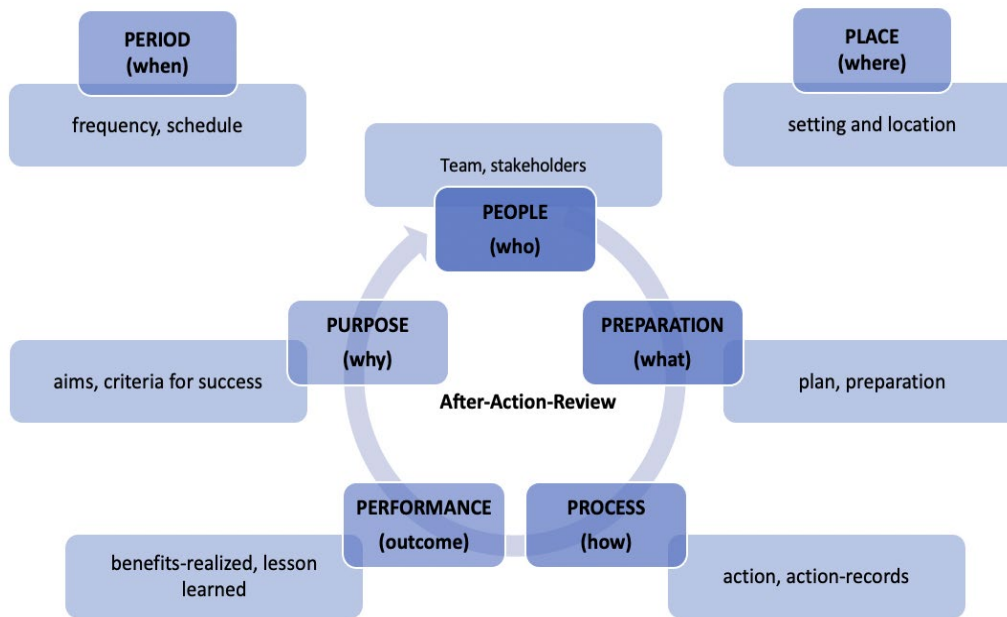 PERIOD
(when)
frequency, schedule
PLACE
(where)
setting and location
Team, stakeholders
PEOPLE
(who)
PURPOSE
(why)
aims, criteria for success
PREPARATION
(what)
plan, preparation
After-Action-Review
PERFORMANCE
(outcome)
benefits-realized, lesson
learned
PROCESS
(how)
action, action-records